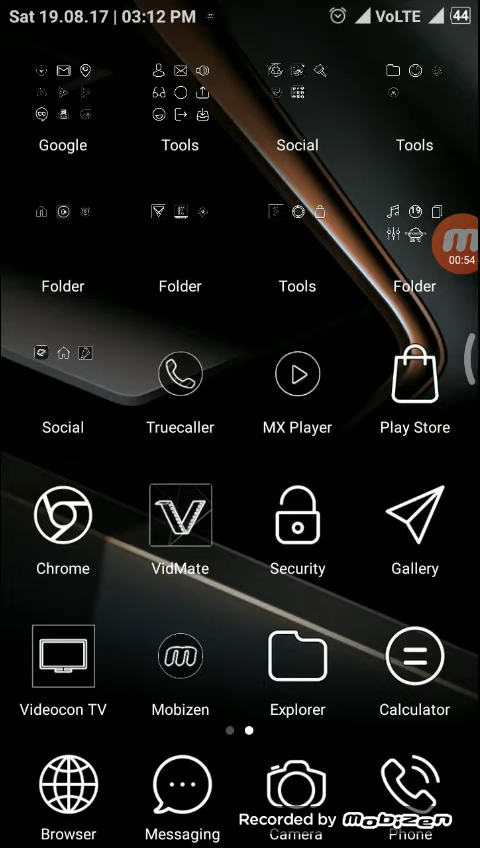 Sat 19.08.17 | 03:12 PM
VoLTE
44
Google
Tools
Social
Tools
19
00:54
Folder
Folder
Tools
Folder
Social
Truecaller
MX Player
Play Store
Chrome
VidMate
Security
Gallery
Videocon TV
Mobizen
Explorer
Calculator
Recorded by mobizen
Browser
Messaging
Camera
Phone